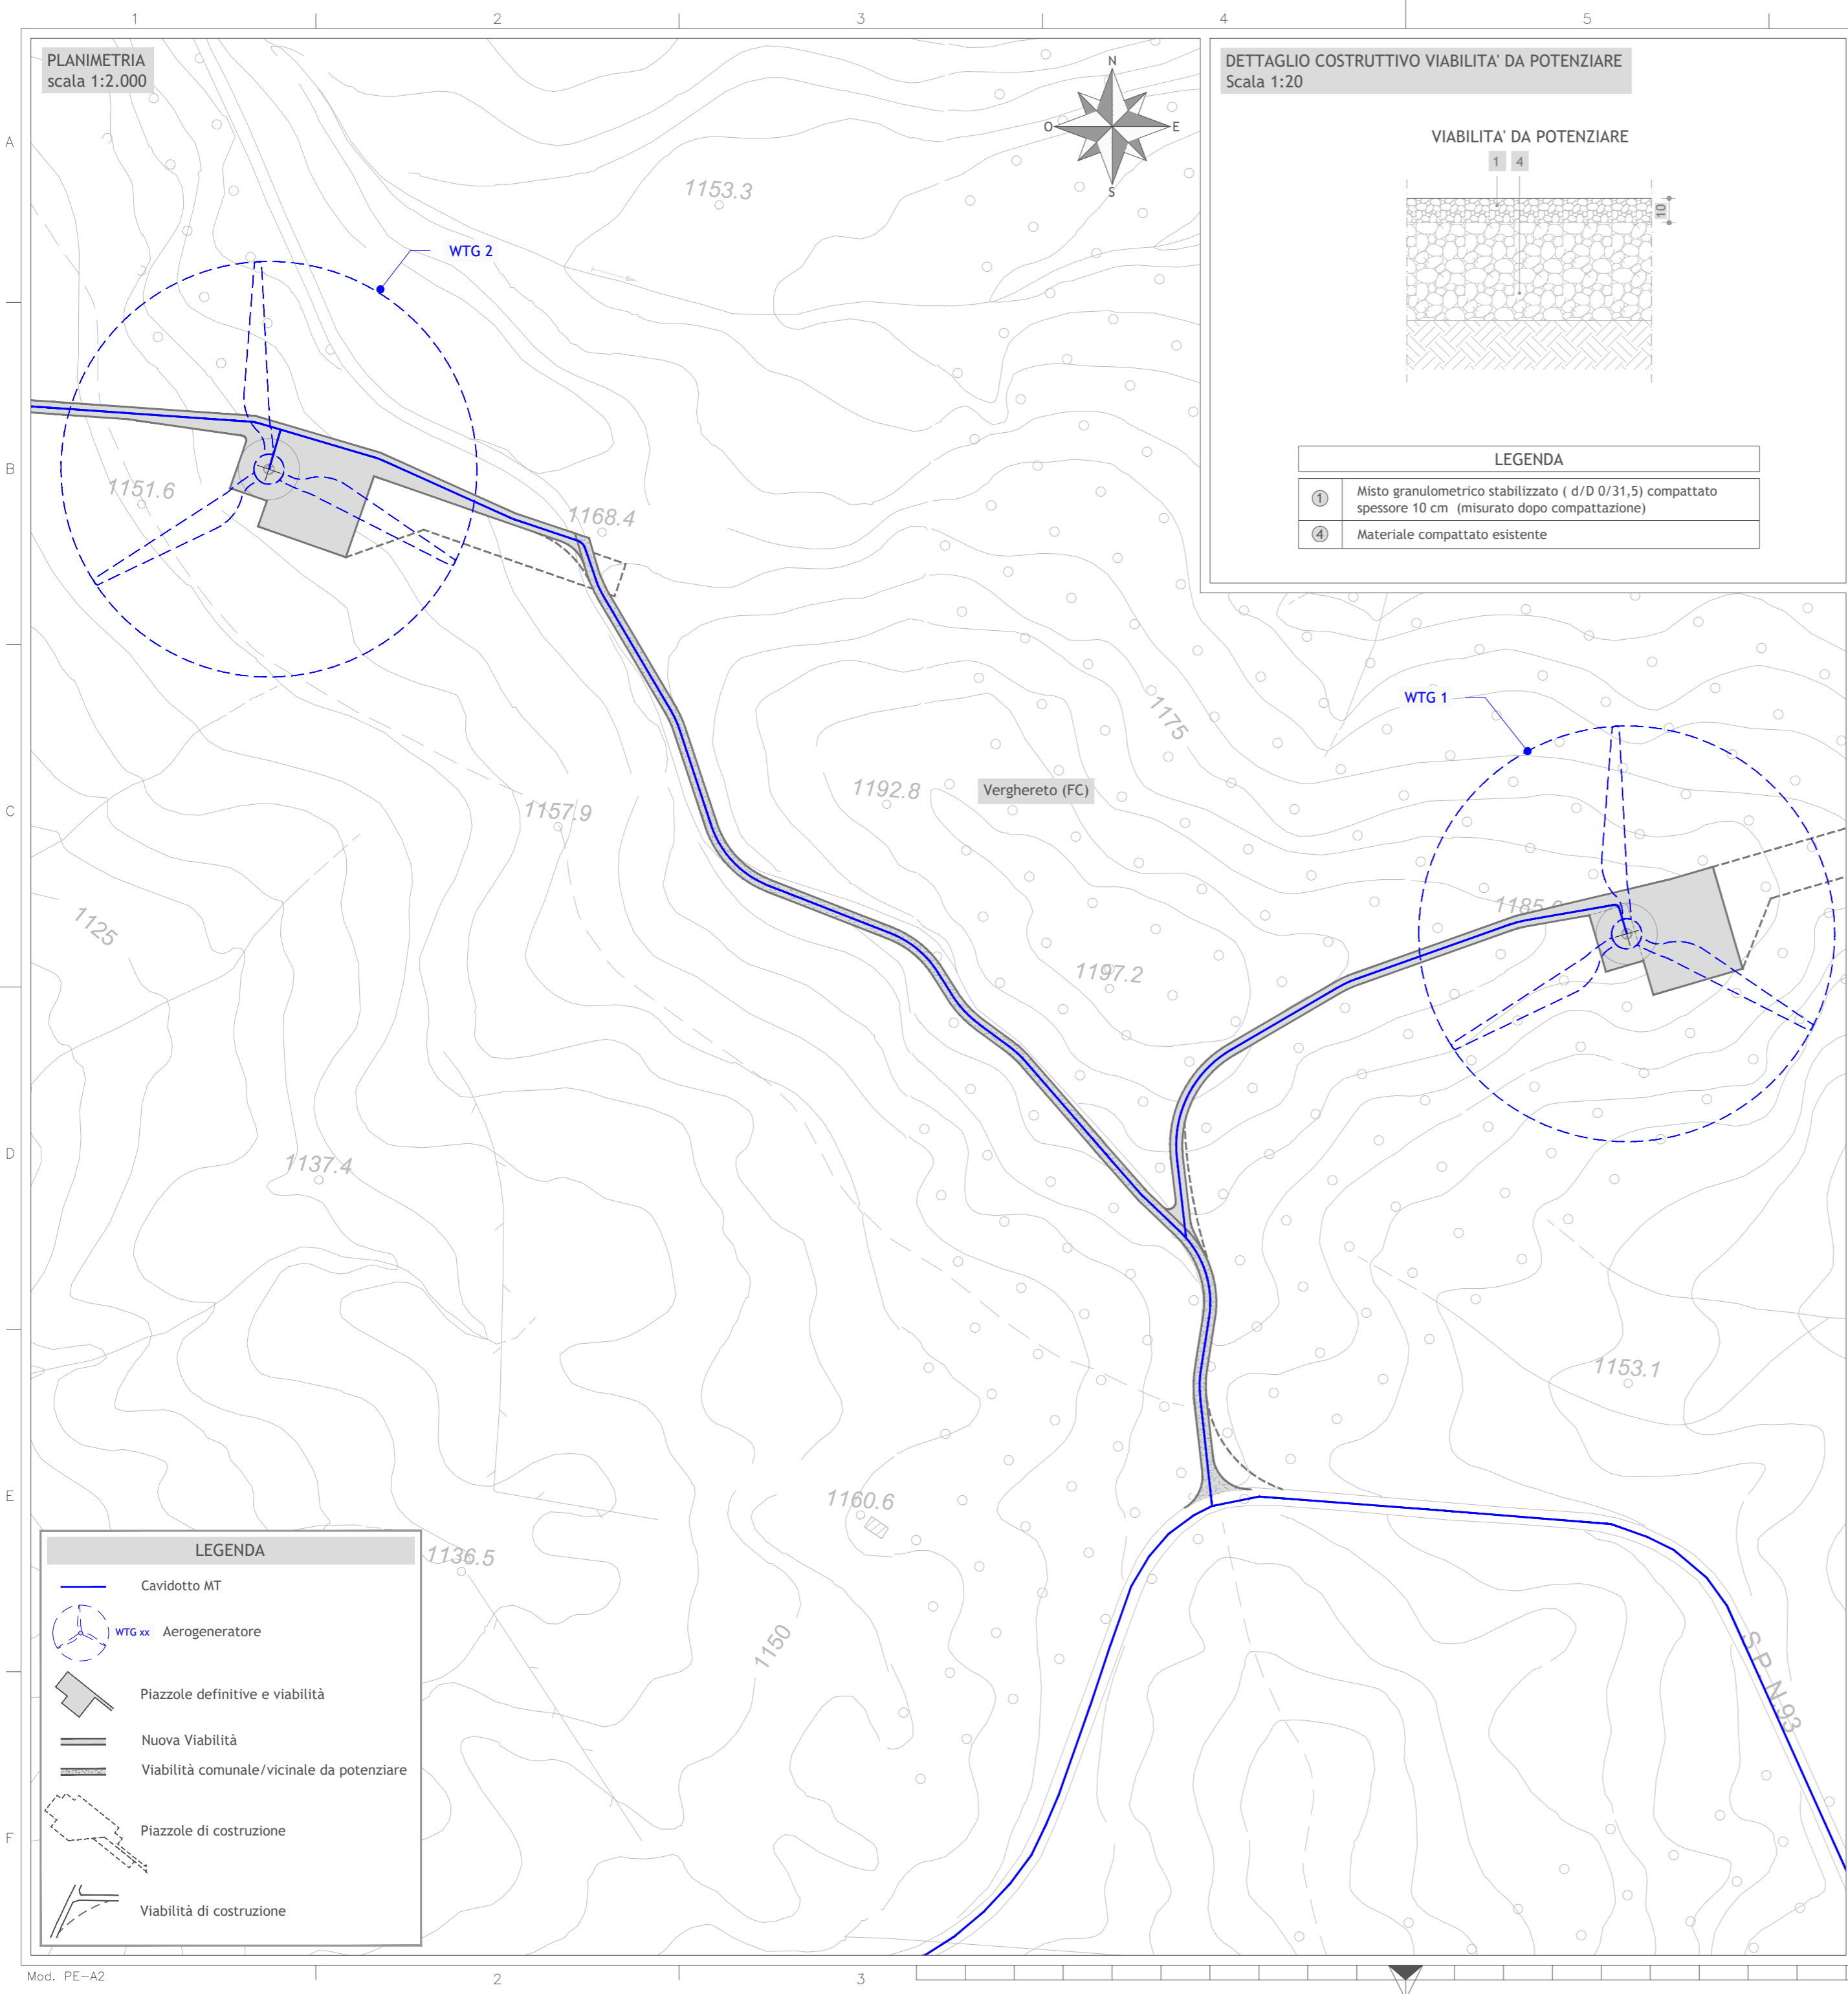 1 2 3 4 5
PLANIMETRIA
scala 1:2.000
N
O E
S
DETTAGLIO COSTRUTTIVO VIABILITA' DA POTENZIARE
Scala 1:20
VIABILITA' DA POTENZIARE
1 4
10
LEGENDA
1 Misto granulometrico stabilizzato ( d/D 0/31,5) compattato
spessore 10 cm (misurato dopo compattazione)
4 Materiale compattato esistente
A
1153.3
WTG 2
B
1151.6
1168.4
WTG 1
1175
C
1192.8
Verghereto (FC)
1157.9
1125
1185.
1197.2
D
1137.4
1153.1
E
1160.6
1136.5
1150
S.P. N.93
F
LEGENDA
Cavidotto MT
WTG xx Aerogeneratore
Piazzole definitive e viabilità
Nuova Viabilità
Viabilità comunale/vicinale da potenziare
Piazzole di costruzione
Viabilità di costruzione
Mod. PE-A2
2 3